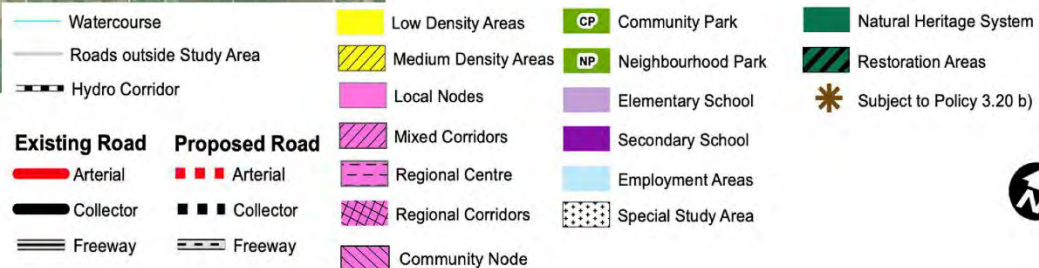 Watercourse
Roads outside Study Area
Hydro Corridor
Existing Road
Arterial
Collector
Freeway
Proposed Road
Arterial
Collector
Freeway
Low Density Areas
Medium Density Areas
Local Nodes
Mixed Corridors
Regional Centre
Regional Corridors
Community Node
CP Community Park
NP Neighbourhood Park
Elementary School
Secondary School
Employment Areas
Special Study Area
Natural Heritage System
Restoration Areas
Subject to Policy 3.20 b)
N